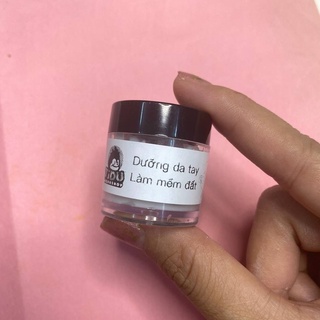 Dưỡng da tay
Làm mềm đất